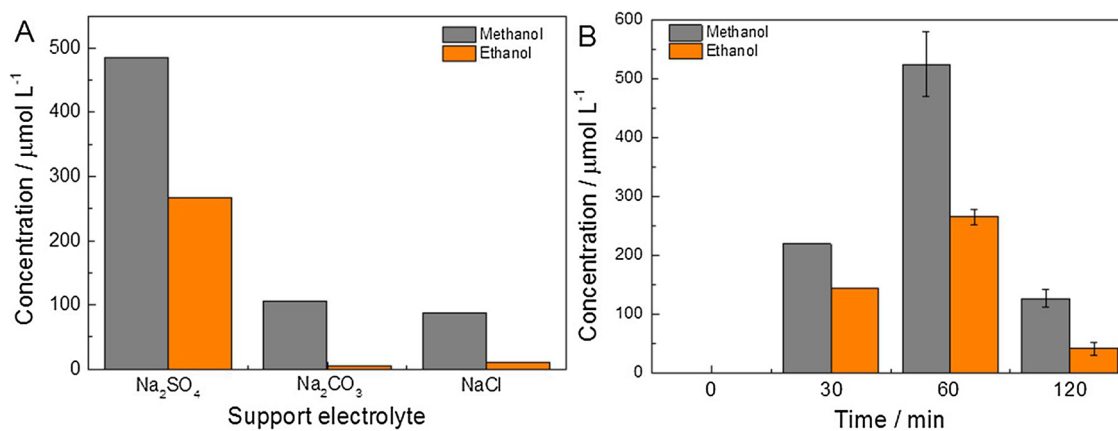 A
Methanol
Ethanol
Concentration / μmol L⁻¹
500
400
300
200
100
0
Na₂SO₄ Na₂CO₃ NaCl
Support electrolyte
B
Methanol
Ethanol
Concentration / μmol L⁻¹
600
500
400
300
200
100
0
0 30 60 120
Time / min